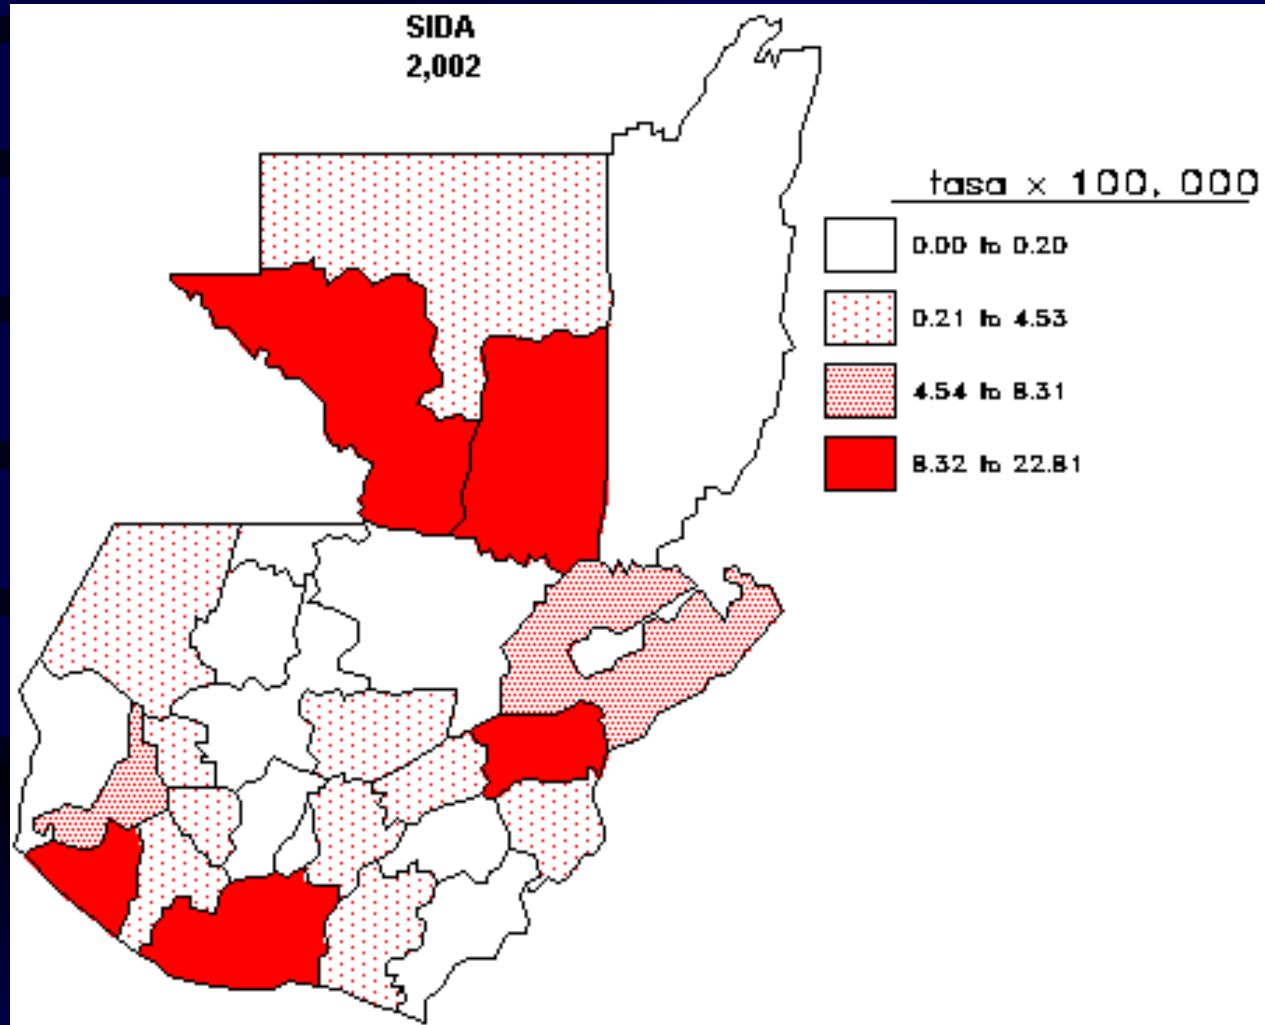 SIDA
2,002
tasa × 100, 000
0.00 to 0.20
0.21 to 4.53
4.54 to 8.31
8.32 to 22.81